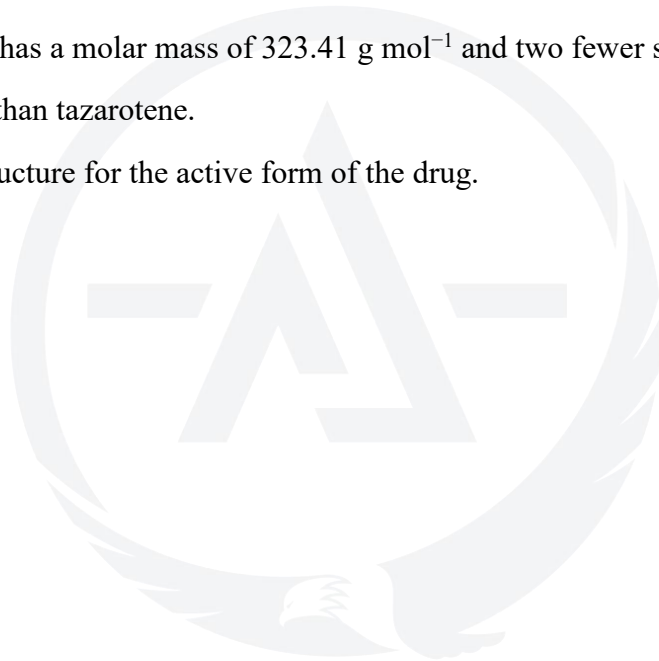 has a molar mass of 323.41 g mol⁻¹ and two fewer
than tazarotene.
ucture for the active form of the drug.